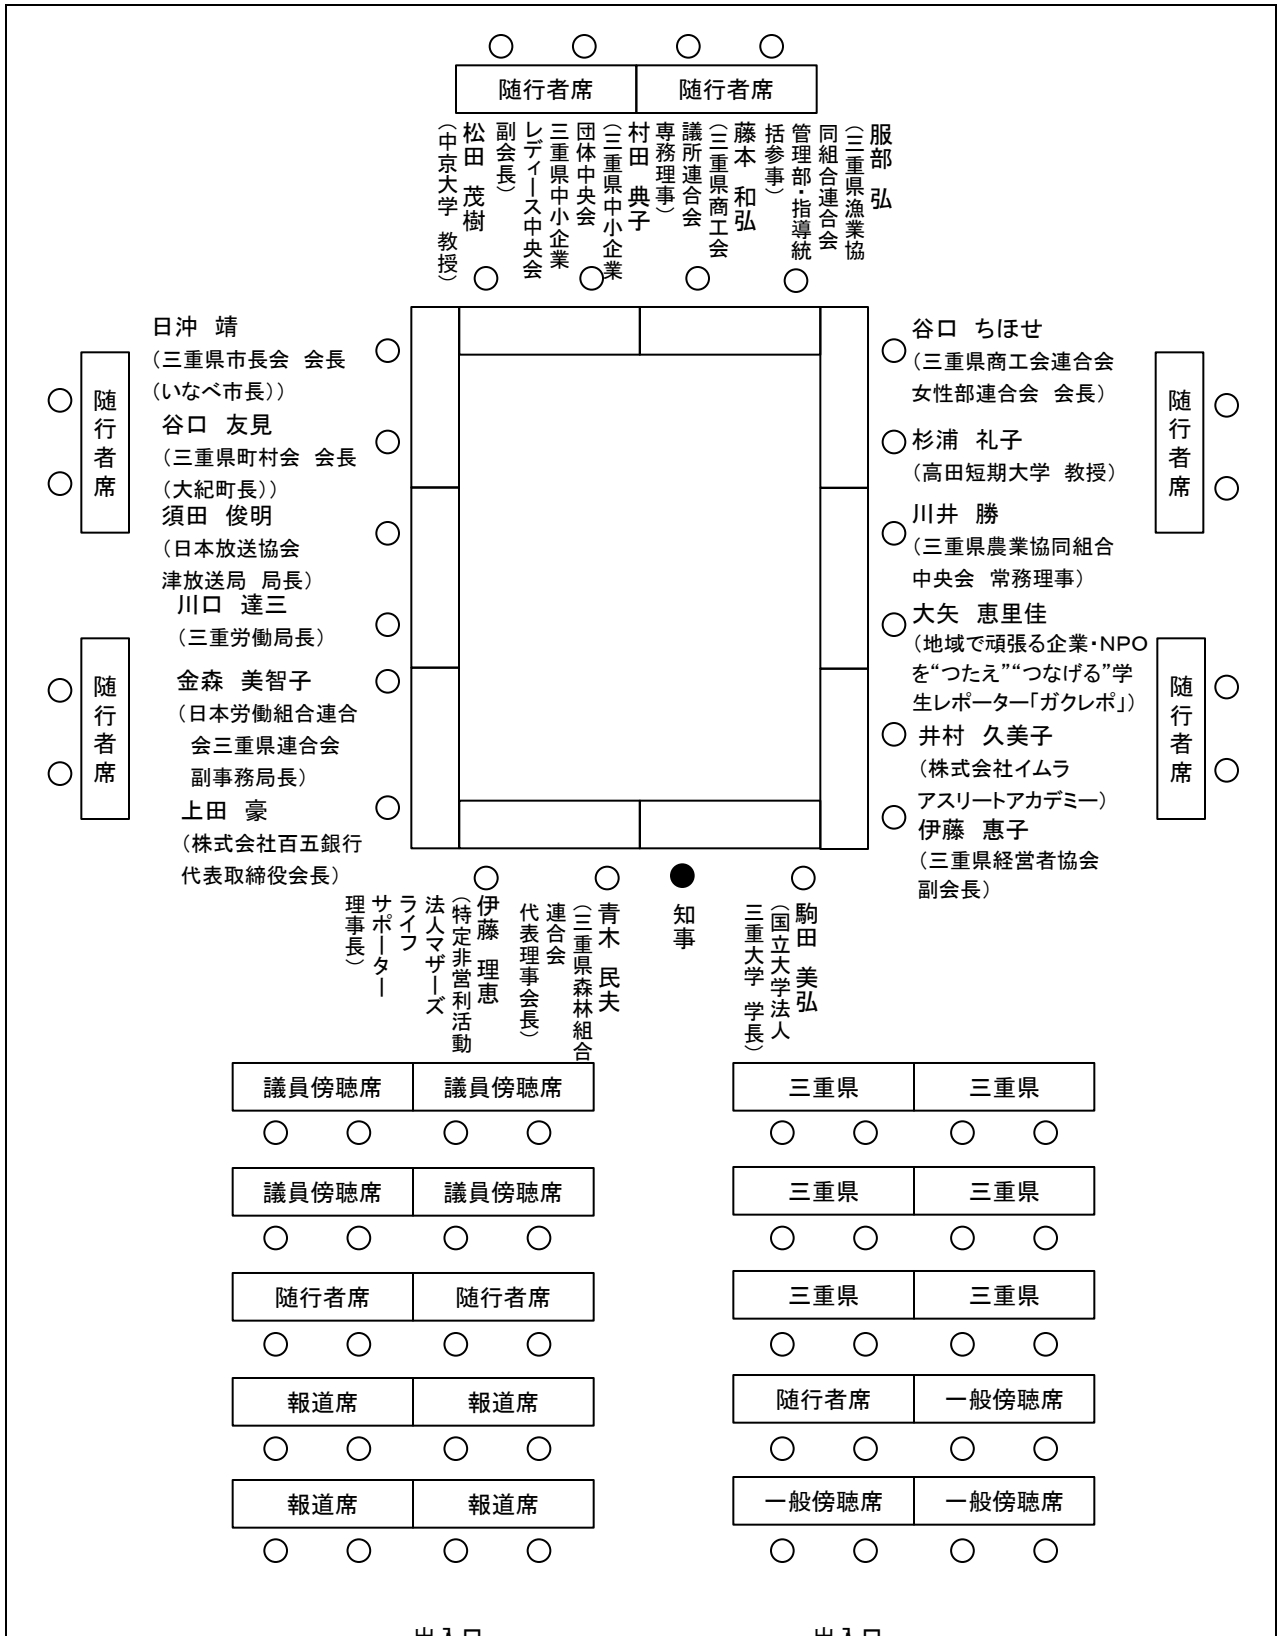 随行者席 随行者席
服部 弘
（三重県漁業協
同組合連合会
管理部・指導統
括参事）
藤本 和弘
（三重県商工会
議所連合会
専務理事）
村田 典子
（三重県中小企業
団体中央会
三重県中小企業
レディース中央会
副会長）
松田 茂樹
（中京大学 教授）
日沖 靖
（三重県市長会 会長
（いなべ市長））
谷口 友見
（三重県町村会 会長
（大紀町長））
須田 俊明
（日本放送協会
津放送局 局長）
川口 達三
（三重労働局長）
金森 美智子
（日本労働組合連合
会三重県連合会
副事務局長）
上田 豪
（株式会社百五銀行
代表取締役会長）
随行者席
随行者席
谷口 ちほせ
（三重県商工会連合会
女性部連合会 会長）
杉浦 礼子
（高田短期大学 教授）
川井 勝
（三重県農業協同組合
中央会 常務理事）
大矢 恵里佳
（地域で頑張る企業・NPO
を“つたえ”“つなげる”学
生レポーター「ガクレポ」）
井村 久美子
（株式会社イムラ
アスリートアカデミー）
伊藤 惠子
（三重県経営者協会
副会長）
随行者席
随行者席
駒田 美弘
（国立大学法人
三重大学 学長）
知事
青木 民夫
（三重県森林組合
連合会
代表理事会長）
伊藤 理恵
（特定非営利活動
法人マザーズ
ライフ
サポーター
理事長）
議員傍聴席 議員傍聴席 三重県 三重県
議員傍聴席 議員傍聴席 三重県 三重県
随行者席 随行者席 三重県 三重県
報道席 報道席 随行者席 一般傍聴席
報道席 報道席 一般傍聴席 一般傍聴席
出入口 出入口